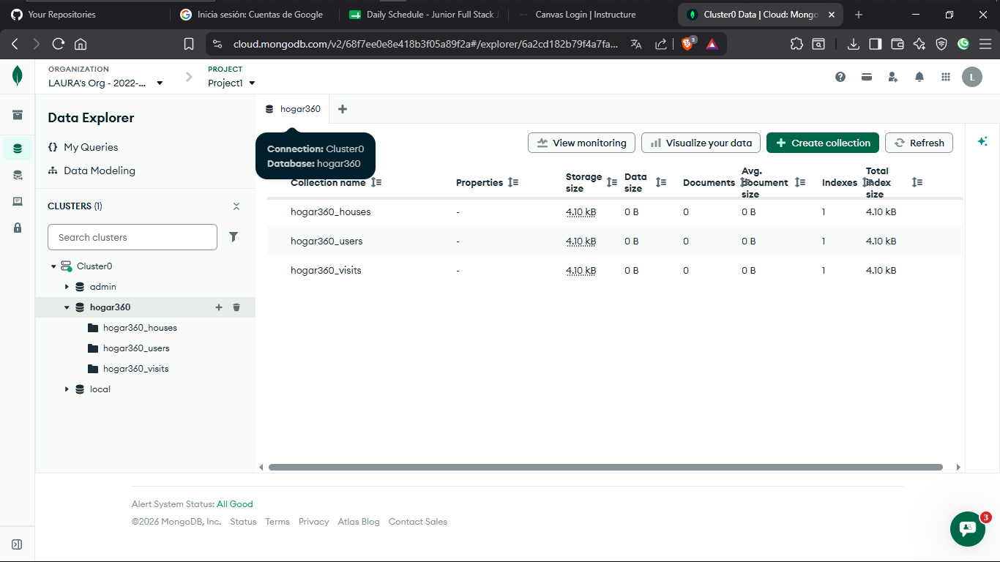 Your Repositories
Inicia sesión: Cuentas de Google
Daily Schedule - Junior Full Stack
Canvas Login | Instructure
Cluster0 Data | Cloud: Mongo
cloud.mongodb.com/v2/68f7ee0e8e418b3f05a89f2a#/explorer/6a2cd182b79f4a7fa...
3
ORGANIZATION
LAURA's Org - 2022-...
PROJECT
Project1
L
Data Explorer
My Queries
Data Modeling
CLUSTERS (1)
Search clusters
Cluster0
admin
hogar360
hogar360_houses
hogar360_users
hogar360_visits
local
hogar360
Connection: Cluster0
Database: hogar360
View monitoring
Visualize your data
Create collection
Refresh
Collection name Properties Storage size Data size Documents Avg. document size Indexes Total index size
hogar360_houses - 4.10 kB 0 B 0 0 B 1 4.10 kB
hogar360_users - 4.10 kB 0 B 0 0 B 1 4.10 kB
hogar360_visits - 4.10 kB 0 B 0 0 B 1 4.10 kB
Alert System Status: All Good
©2026 MongoDB, Inc. Status Terms Privacy Atlas Blog Contact Sales
3